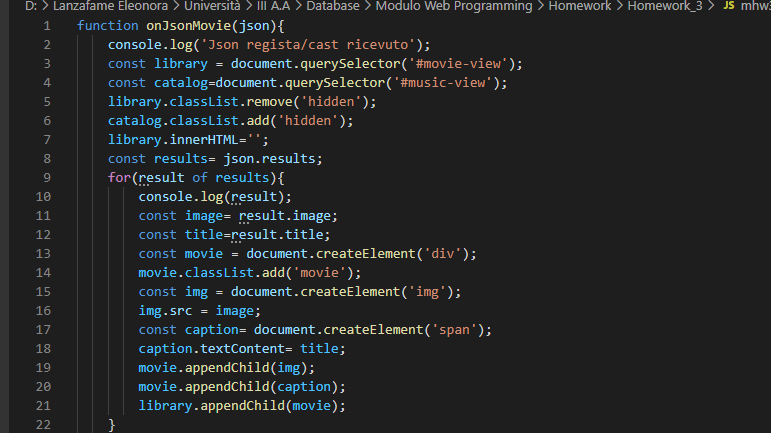 D: > Lanzafame Eleonora > Università > III A.A > Database > Modulo Web Programming > Homework > Homework_3 > JS mhw3
1 function onJsonMovie(json){
2 console.log('Json regista/cast ricevuto');
3 const library = document.querySelector('#movie-view');
4 const catalog=document.querySelector('#music-view');
5 library.classList.remove('hidden');
6 catalog.classList.add('hidden');
7 library.innerHTML='';
8 const results= json.results;
9 for(result of results){
10 console.log(result);
11 const image= result.image;
12 const title=result.title;
13 const movie = document.createElement('div');
14 movie.classList.add('movie');
15 const img = document.createElement('img');
16 img.src = image;
17 const caption= document.createElement('span');
18 caption.textContent= title;
19 movie.appendChild(img);
20 movie.appendChild(caption);
21 library.appendChild(movie);
22 }